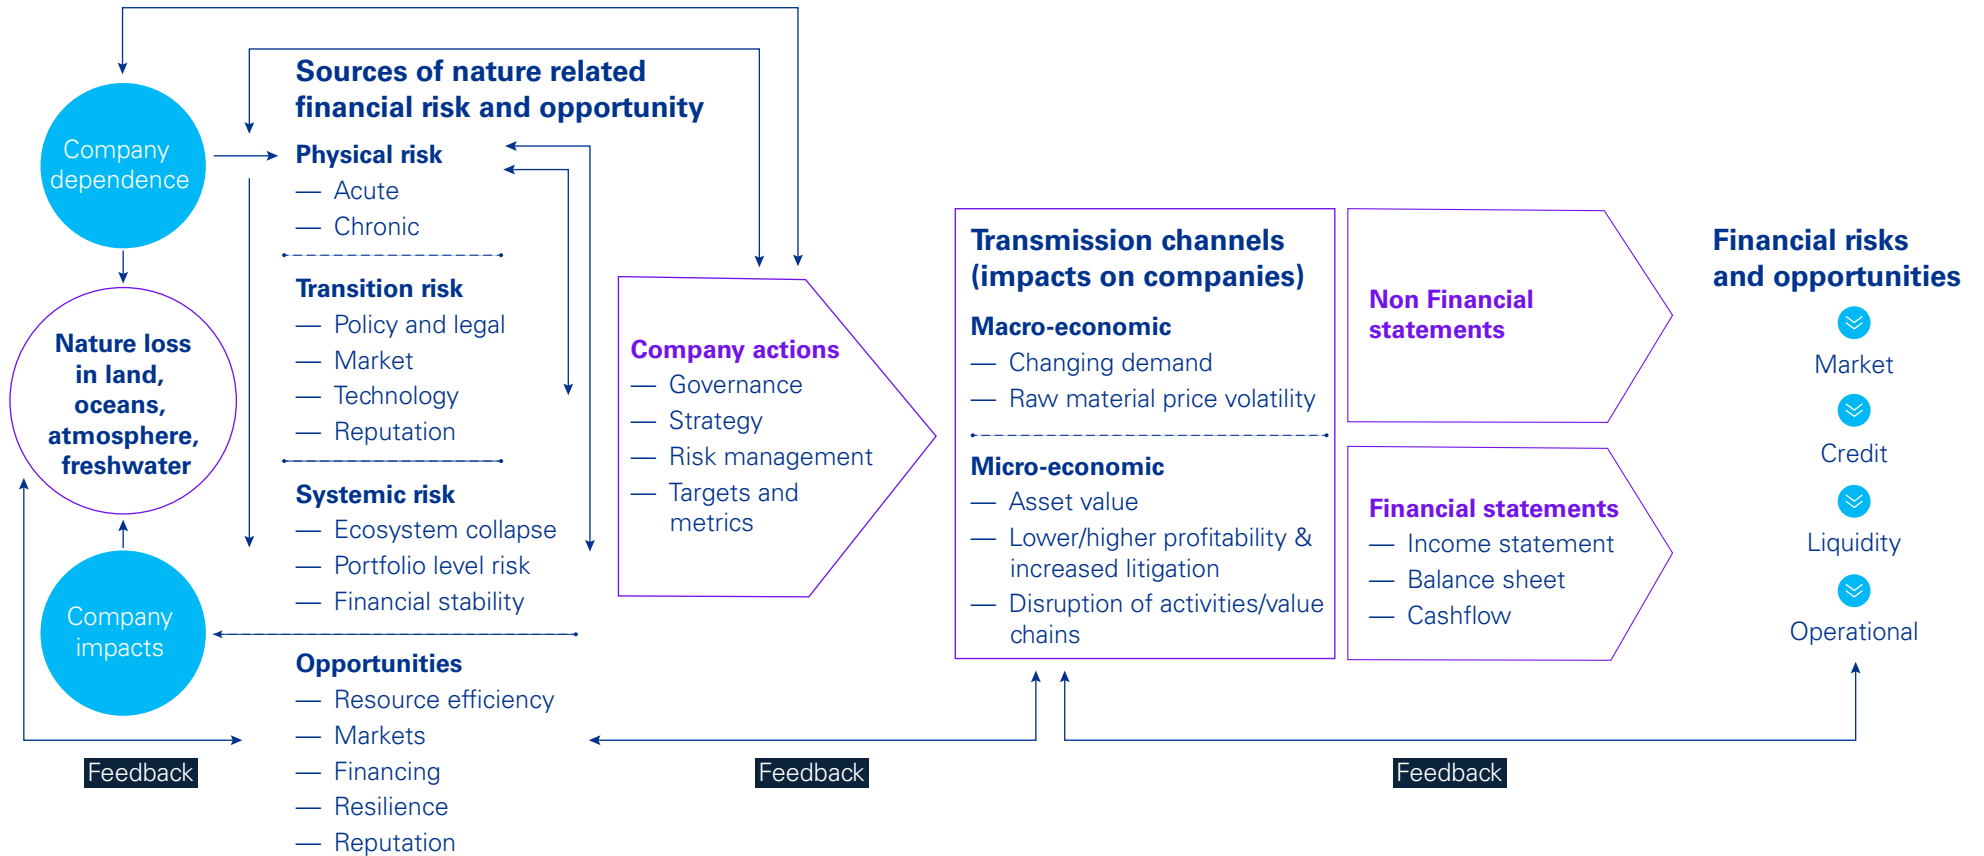 Company
dependence
Nature loss
in land,
oceans,
atmosphere,
freshwater
Company
impacts
Feedback
Sources of nature related
financial risk and opportunity
Physical risk
— Acute
— Chronic
Transition risk
— Policy and legal
— Market
— Technology
— Reputation
Systemic risk
— Ecosystem collapse
— Portfolio level risk
— Financial stability
Opportunities
— Resource efficiency
— Markets
— Financing
— Resilience
— Reputation
Company actions
— Governance
— Strategy
— Risk management
— Targets and
metrics
Feedback
Transmission channels
(impacts on companies)
Macro-economic
— Changing demand
— Raw material price volatility
Micro-economic
— Asset value
— Lower/higher profitability &
increased litigation
— Disruption of activities/value
chains
Non Financial
statements
Financial statements
— Income statement
— Balance sheet
— Cashflow
Feedback
Financial risks
and opportunities
Market
Credit
Liquidity
Operational